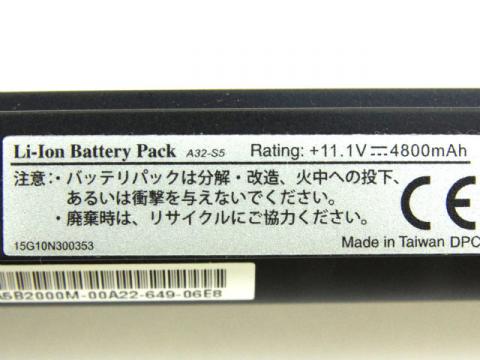 Li-Ion Battery Pack A32-S5 Rating: +11.1V⎓4800mAh
注意:・バッテリパックは分解・改造、火中への投下、
あるいは衝撃を与えないでください。
・廃棄時は、リサイクルにご協力ください。
CE
15G10N300353 Made in Taiwan DPC
A5B2000M-00A22-649-06E8